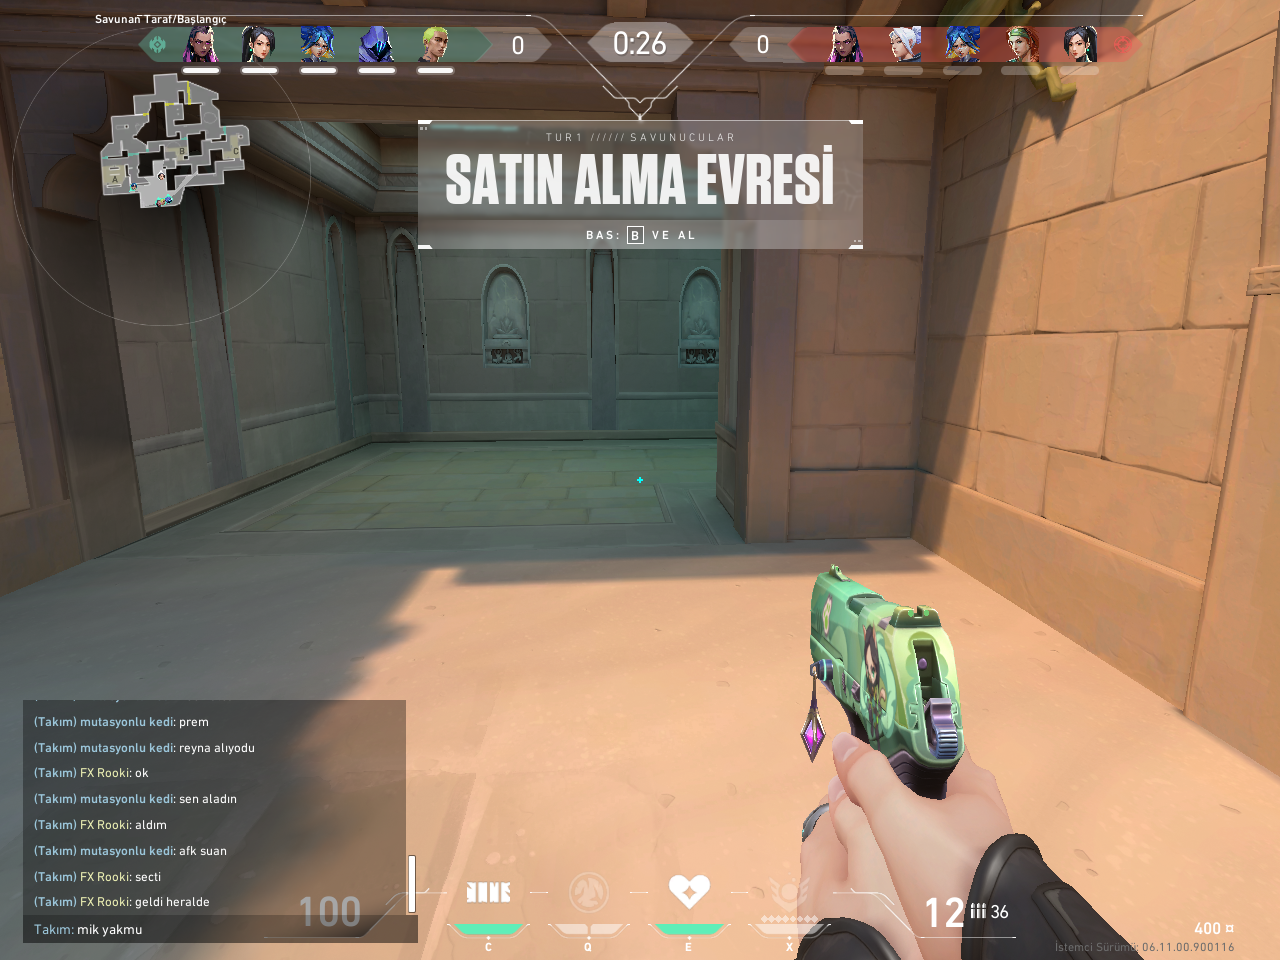 Savunan Taraf/Başlangıç
0
0:26
0
TUR 1 ////// SAVUNUCULAR
SATIN ALMA EVRESİ
BAS: B VE AL
A
B
C
(Takım) mutasyonlu kedi: prem
(Takım) mutasyonlu kedi: reyna alıyodu
(Takım) FX Rooki: ok
(Takım) mutasyonlu kedi: sen aladın
(Takım) FX Rooki: aldım
(Takım) mutasyonlu kedi: afk suan
(Takım) FX Rooki: secti
(Takım) FX Rooki: geldi heralde
Takım: mik yakmu
100
12
36
C
Q
E
X
400 ¤
İstemci Sürümü: 06.11.00.900116